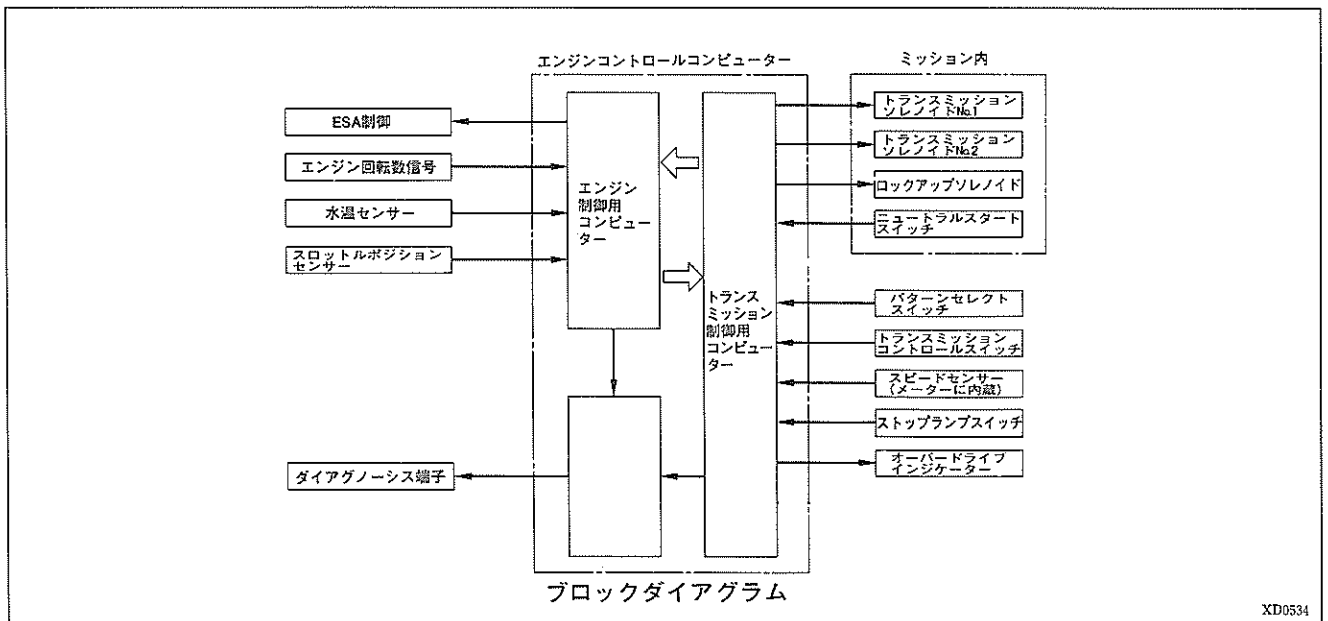 エンジンコントロールコンピューター
ミッション内
ESA制御
エンジン回転数信号
水温センサー
スロットルポジション
センサー
ダイアグノーシス端子
エンジン
制御用
コンピュー
ター
トランス
ミッション
制御用
コンピュー
ター
トランスミッション
ソレノイドNo.1
トランスミッション
ソレノイドNo.2
ロックアップソレノイド
ニュートラルスタート
スイッチ
パターンセレクト
スイッチ
トランスミッション
コントロールスイッチ
スピードセンサー
(メーターに内蔵)
ストップランプスイッチ
オーバードライブ
インジケーター
ブロックダイアグラム
XD0534